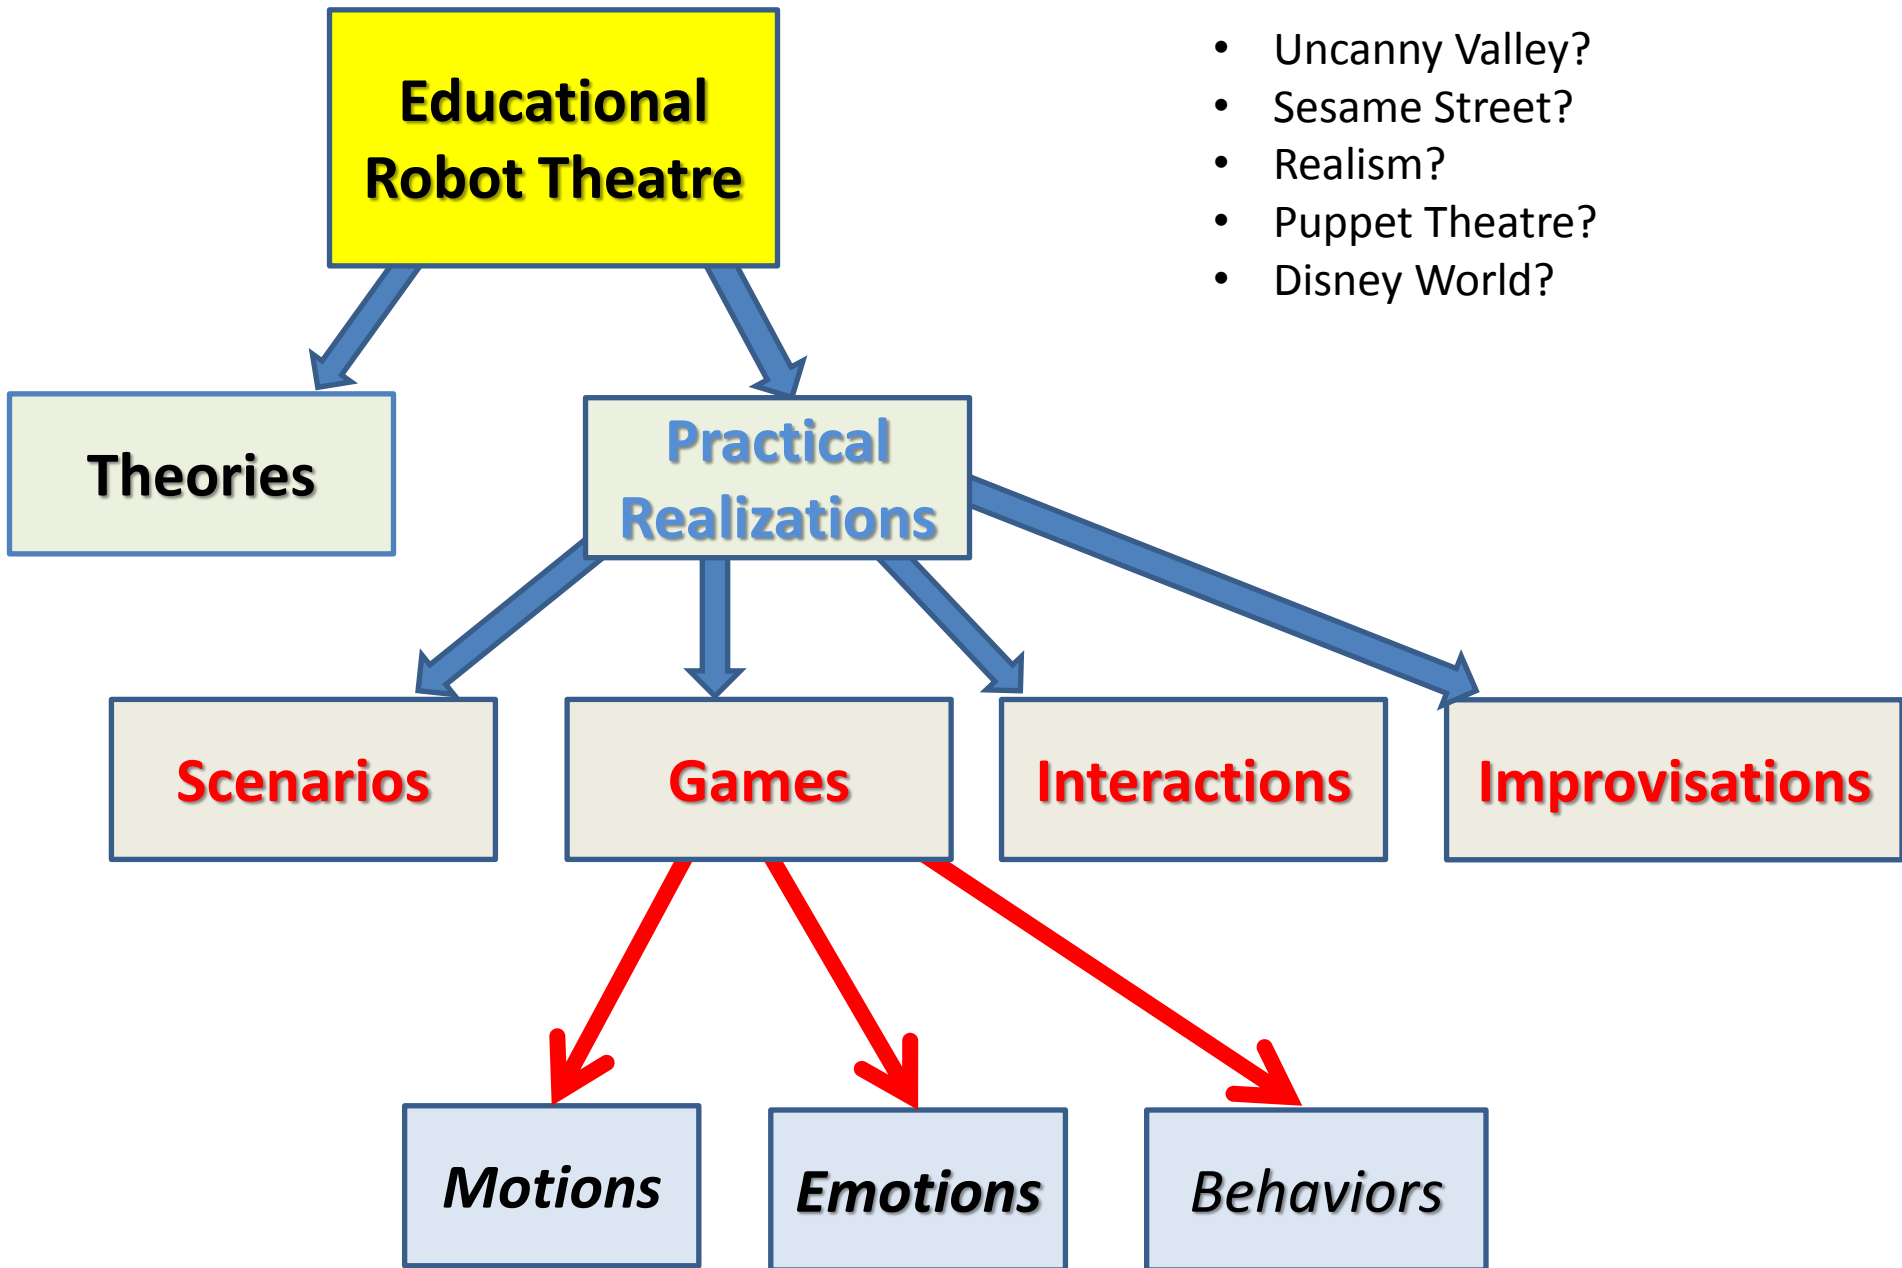 Educational
Robot Theatre
• Uncanny Valley?
• Sesame Street?
• Realism?
• Puppet Theatre?
• Disney World?
Theories
Practical
Realizations
Scenarios
Games
Interactions
Improvisations
Motions
Emotions
Behaviors